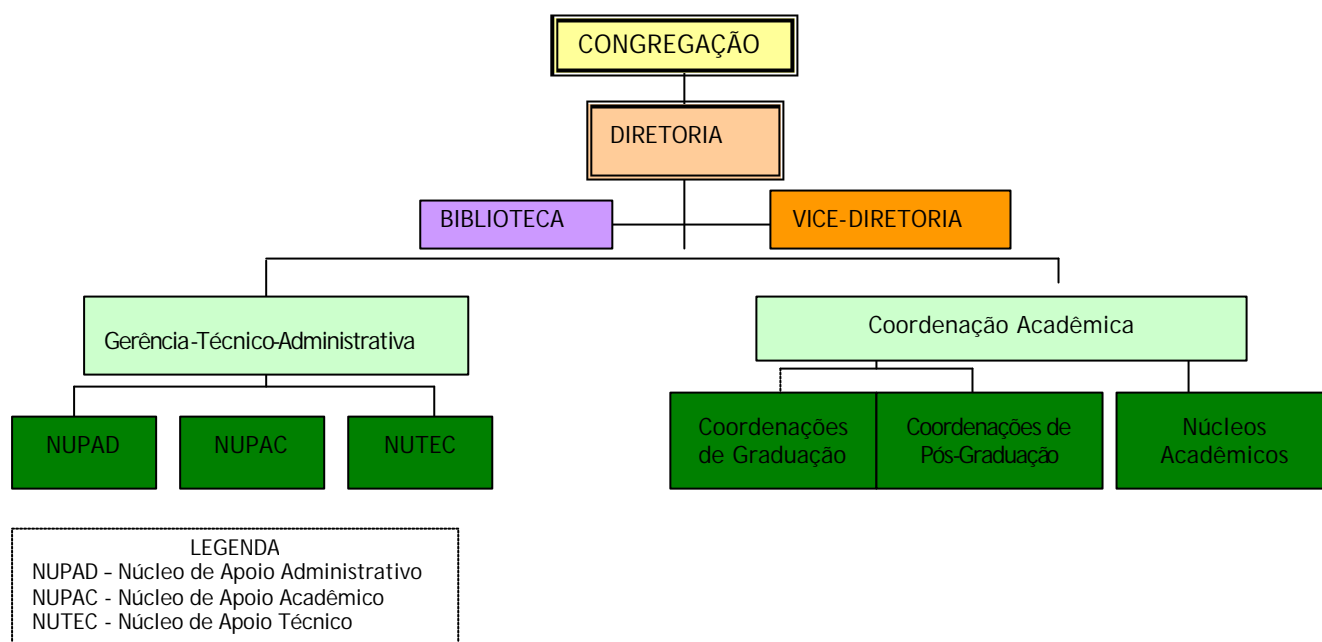 CONGREGAÇÃO
DIRETORIA
BIBLIOTECA
VICE-DIRETORIA
Gerência-Técnico-Administrativa
Coordenação Acadêmica
NUPAD
NUPAC
NUTEC
Coordenações
de Graduação
Coordenações de
Pós-Graduação
Núcleos
Acadêmicos
LEGENDA
NUPAD – Núcleo de Apoio Administrativo
NUPAC - Núcleo de Apoio Acadêmico
NUTEC - Núcleo de Apoio Técnico